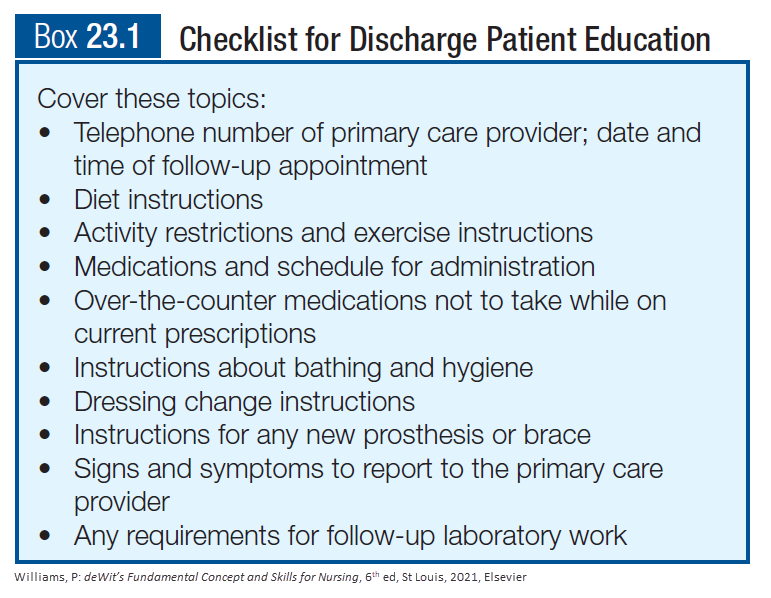 Box 23.1 Checklist for Discharge Patient Education
Cover these topics:
• Telephone number of primary care provider; date and
time of follow-up appointment
• Diet instructions
• Activity restrictions and exercise instructions
• Medications and schedule for administration
• Over-the-counter medications not to take while on
current prescriptions
• Instructions about bathing and hygiene
• Dressing change instructions
• Instructions for any new prosthesis or brace
• Signs and symptoms to report to the primary care
provider
• Any requirements for follow-up laboratory work
Williams, P: deWit's Fundamental Concept and Skills for Nursing, 6th ed, St Louis, 2021, Elsevier